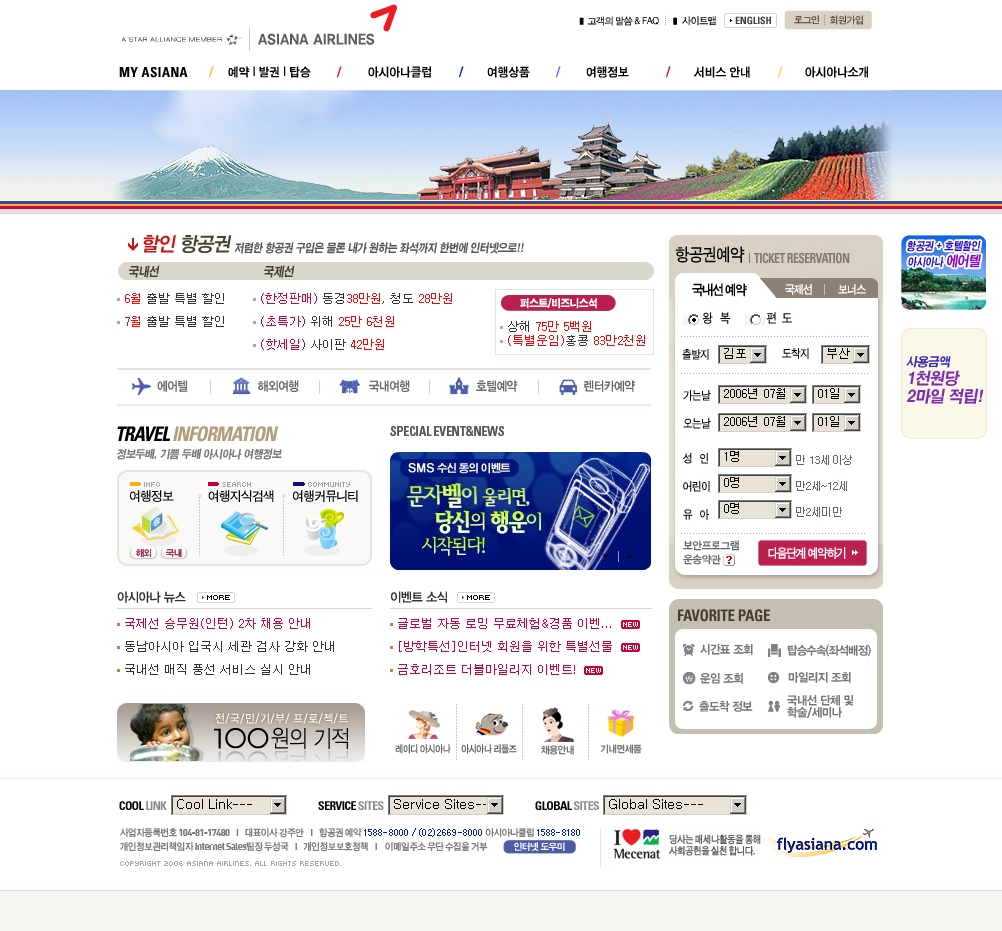 고객의 말씀 & FAQ
사이트맵
ENGLISH
로그인
회원가입
A STAR ALLIANCE MEMBER
ASIANA AIRLINES
MY ASIANA / 예약 | 발권 | 탑승 / 아시아나클럽 / 여행상품 / 여행정보 / 서비스 안내 / 아시아나소개
할인 항공권 저렴한 항공권 구입은 물론 내가 원하는 좌석까지 한번에 인터넷으로!!
국내선
국제선
6월 출발 특별 할인
7월 출발 특별 할인
(한정판매) 동경38만원, 청도 28만원
(초특가) 위해 25만 6천원
(핫세일) 사이판 42만원
퍼스트/비즈니스석
상해 75만 5백원
(특별운임)홍콩 83만2천원
에어텔
해외여행
국내여행
호텔예약
렌터카예약
항공권예약 | TICKET RESERVATION
국내선 예약
국제선
보너스
왕 복
편 도
출발지 김포 도착지 부산
가는날 2006년 07월 01일
오는날 2006년 07월 01일
성 인 1명 만 13세 이상
어린이 0명 만2세~12세
유 아 0명 만2세미만
보안프로그램
운송약관 ?
다음단계 예약하기
항공권 + 호텔할인
아시아나 에어텔
사용금액
1천원당
2마일 적립!
TRAVEL INFORMATION
정보두배, 기쁨 두배 아시아나 여행정보
INFO
여행정보
해외
국내
SEARCH
여행지식검색
COMMUNITY
여행커뮤니티
SPECIAL EVENT&NEWS
SMS 수신 동의 이벤트
문자벨이 울리면,
당신의 행운이
시작된다!
아시아나 뉴스 MORE
국제선 승무원(인턴) 2차 채용 안내
동남아시아 입국시 세관 검사 강화 안내
국내선 매직 풍선 서비스 실시 안내
이벤트 소식 MORE
글로벌 자동 로밍 무료체험&경품 이벤... NEW
[방학특선]인터넷 회원을 위한 특별선물 NEW
금호리조트 더블마일리지 이벤트! NEW
FAVORITE PAGE
시간표 조회
탑승수속(좌석배정)
운임 조회
마일리지 조회
출도착 정보
국내선 단체 및
학술/세미나
전/국/민/기/부/ 프/로/젝/트
100원의 기적
레이디 아시아나
아시아나 리틀즈
채용안내
기내면세품
COOL LINK Cool Link---
SERVICE SITES Service Sites--
GLOBAL SITES Global Sites---
사업자등록번호 104-81-17480 | 대표이사 강주안 | 항공권 예약 1588-8000 / (02)2669-8000 아시아나클럽 1588-8180
개인정보관리책임자 Internet Sales팀장 두성국 | 개인정보보호정책 | 이메일주소 무단 수집을 거부
인터넷 도우미
COPYRIGHT 2006 ASIANA AIRLINES. ALL RIGHTS RESERVED.
I
Mecenat
당사는 메세나활동을 통해
사회공헌을 실천 합니다.
flyasiana.com